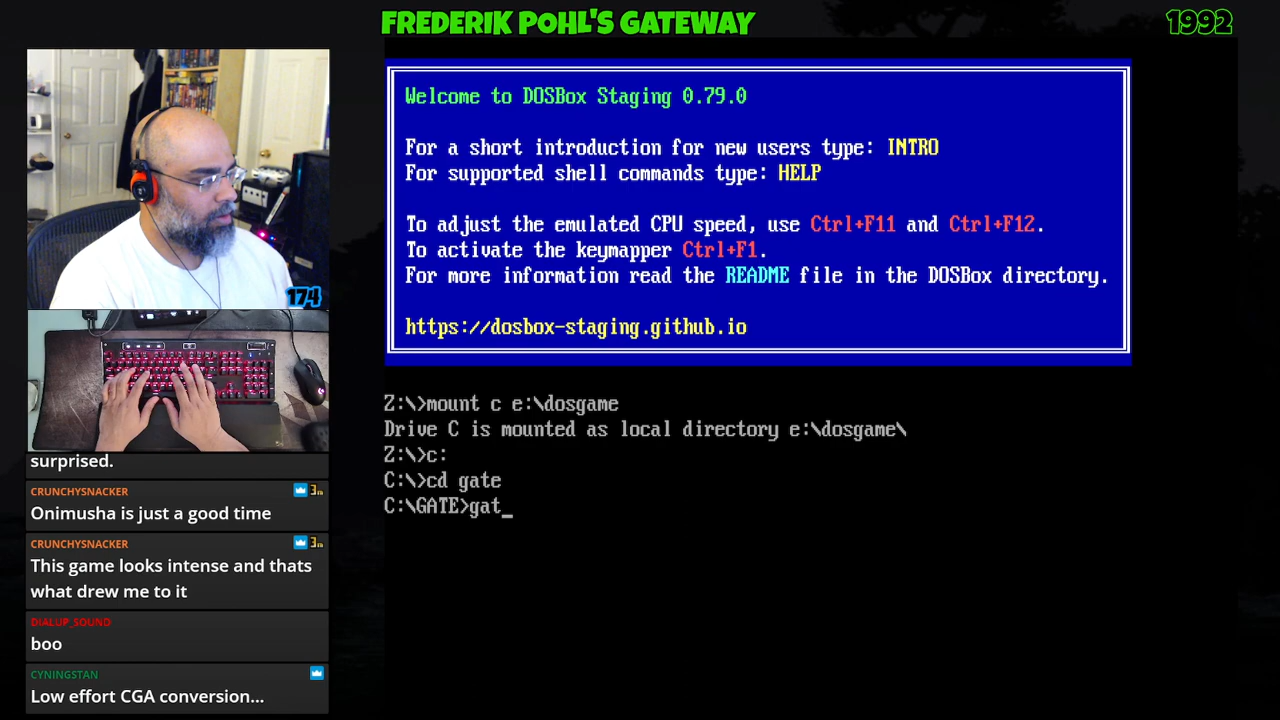 FREDERIK POHL'S GATEWAY
1992
174
surprised.
CRUNCHYSNACKER
3m
Onimusha is just a good time
CRUNCHYSNACKER
3m
This game looks intense and thats
what drew me to it
DIALUP_SOUND
boo
CYNINGSTAN
Low effort CGA conversion...
Welcome to DOSBox Staging 0.79.0
For a short introduction for new users type: INTRO
For supported shell commands type: HELP
To adjust the emulated CPU speed, use Ctrl+F11 and Ctrl+F12.
To activate the keymapper Ctrl+F1.
For more information read the README file in the DOSBox directory.
https://dosbox-staging.github.io
Z:\>mount c e:\dosgame
Drive C is mounted as local directory e:\dosgame\
Z:\>c:
C:\>cd gate
C:\GATE>gat_